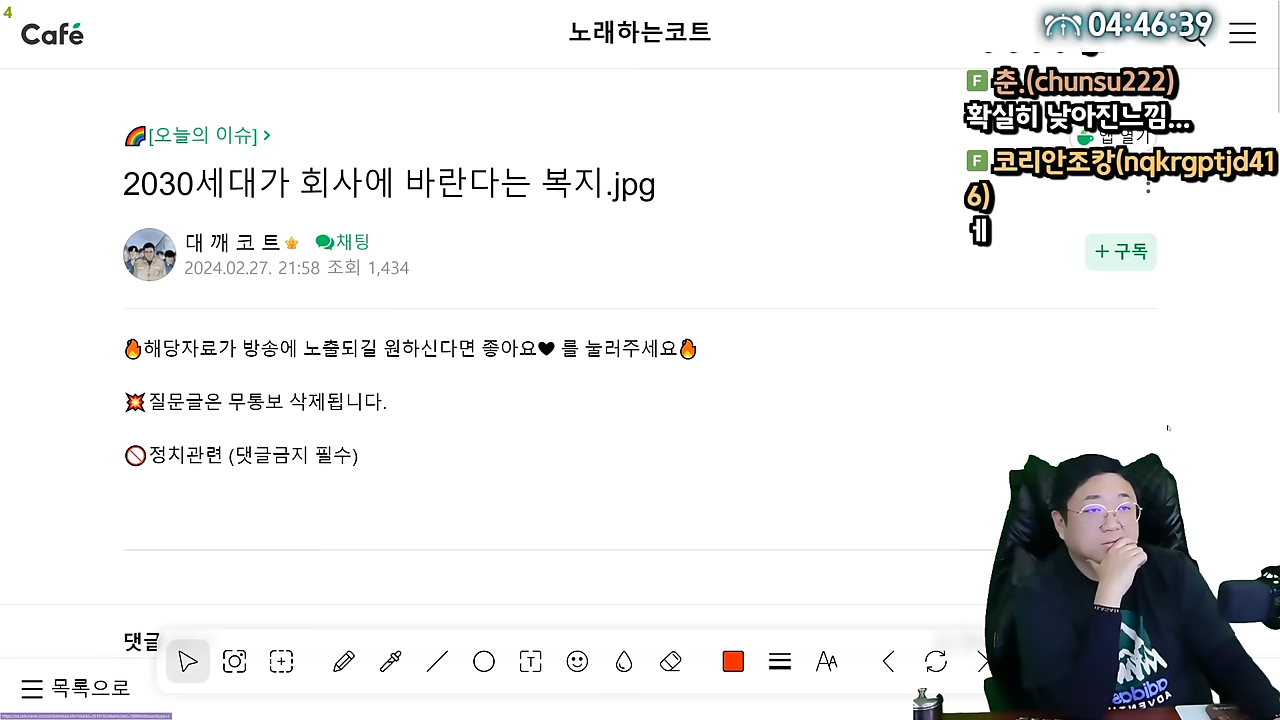 4
Café
노래하는코트
04:46:39
춘.(chunsu222)
확실히 낮아진느낌...
앱 열기
코리안조캉(nqkrgptjd41
6)
ㅔ
[오늘의 이슈] >
2030세대가 회사에 바란다는 복지.jpg
대 깨 코 트 채팅
2024.02.27. 21:58 조회 1,434
+ 구독
🔥해당자료가 방송에 노출되길 원하신다면 좋아요🖤 를 눌러주세요🔥
💥질문글은 무통보 삭제됩니다.
🚫정치관련 (댓글금지 필수)
댓글
목록으로
adidas
ADVENTU